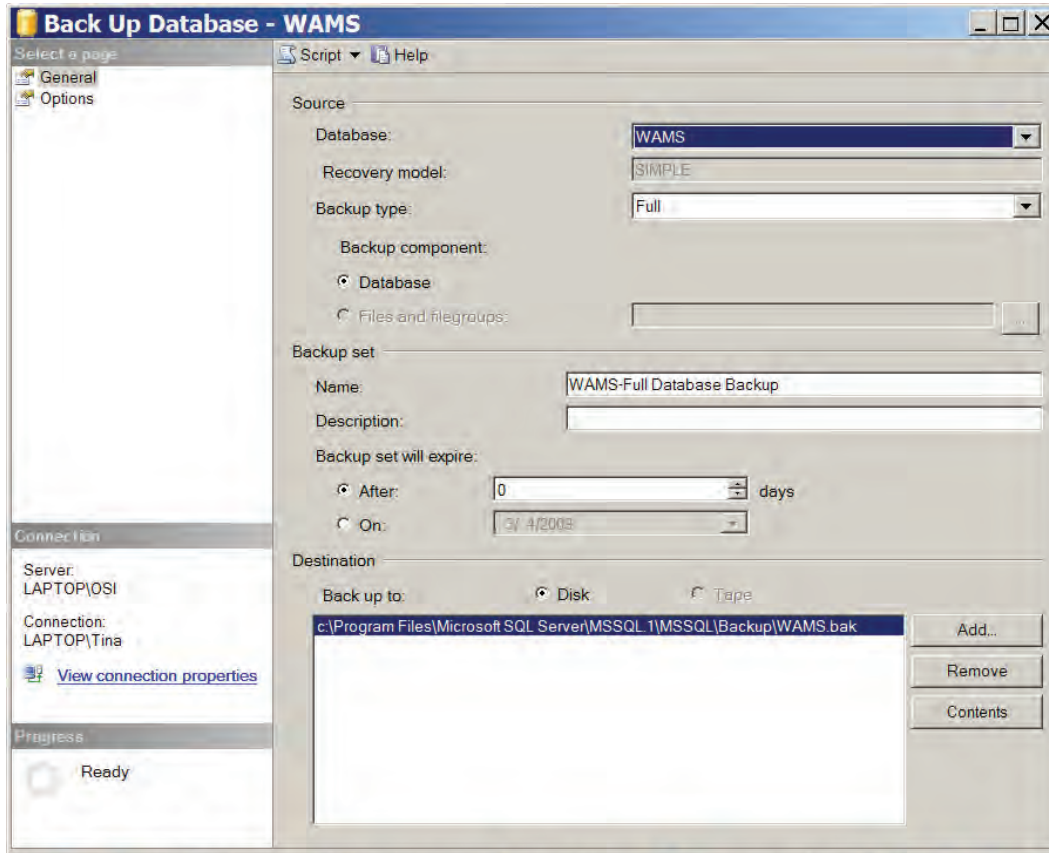 Back Up Database - WAMS
Select a page
General
Options
Script Help
Source
Database: WAMS
Recovery model: SIMPLE
Backup type: Full
Backup component:
Database
Files and filegroups: ...
Backup set
Name: WAMS-Full Database Backup
Description:
Backup set will expire:
After: 0 days
On:
Destination
Back up to: Disk Tape
c:\Program Files\Microsoft SQL Server\MSSQL.1\MSSQL\Backup\WAMS.bak
Add...
Remove
Contents
Connection
Server:
LAPTOP\OSI
Connection:
LAPTOP\Tina
View connection properties
Progress
Ready